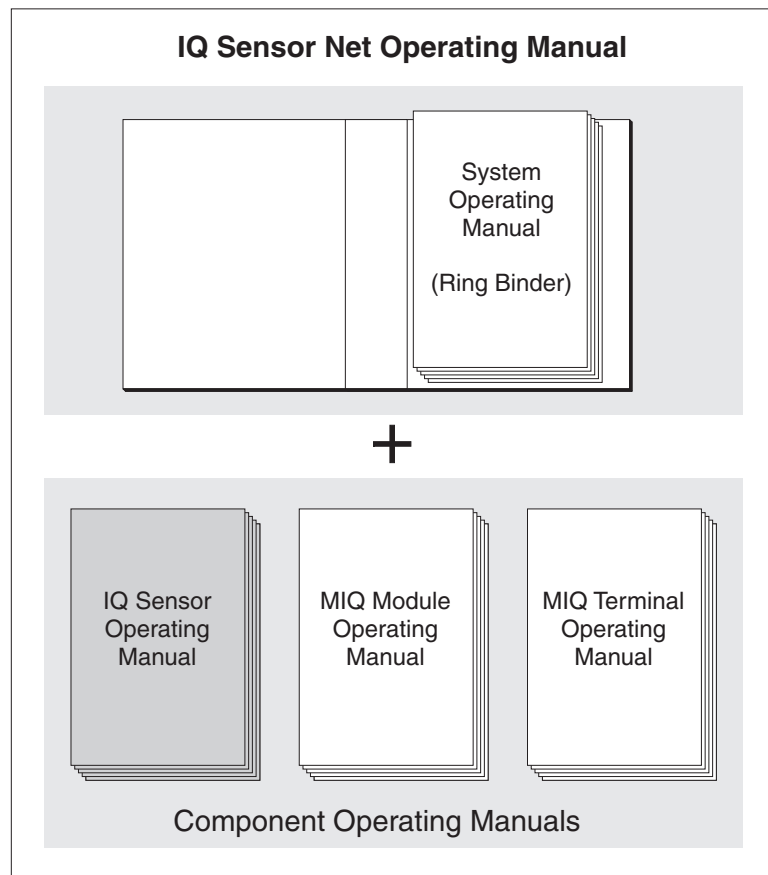 IQ Sensor Net Operating Manual
System
Operating
Manual
(Ring Binder)
+
IQ Sensor
Operating
Manual
MIQ Module
Operating
Manual
MIQ Terminal
Operating
Manual
Component Operating Manuals